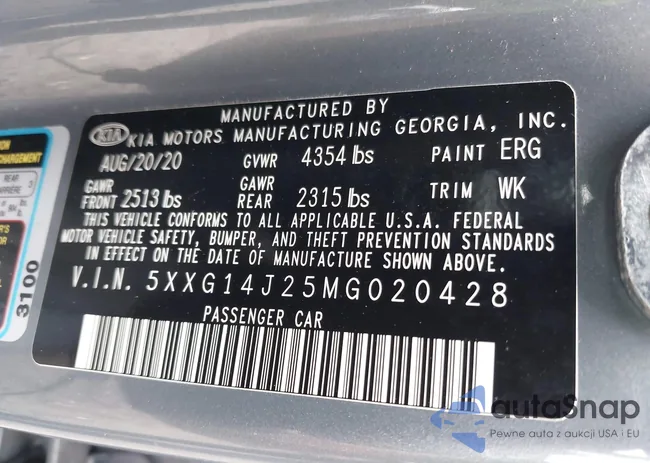 MANUFACTURED BY
KIA KIA MOTORS MANUFACTURING GEORGIA, INC.
AUG/20/20 GVWR 4354 lbs PAINT ERG
GAWR FRONT 2513 lbs GAWR REAR 2315 lbs TRIM WK
THIS VEHICLE CONFORMS TO ALL APPLICABLE U.S.A. FEDERAL
MOTOR VEHICLE SAFETY, BUMPER, AND THEFT PREVENTION STANDARDS
IN EFFECT ON THE DATE OF MANUFACTURE SHOWN ABOVE.
V.I.N. 5XXG14J25MG020428
PASSENGER CAR
REAR 3
3100
autoSnap
Pewne auta z aukcji USA i EU